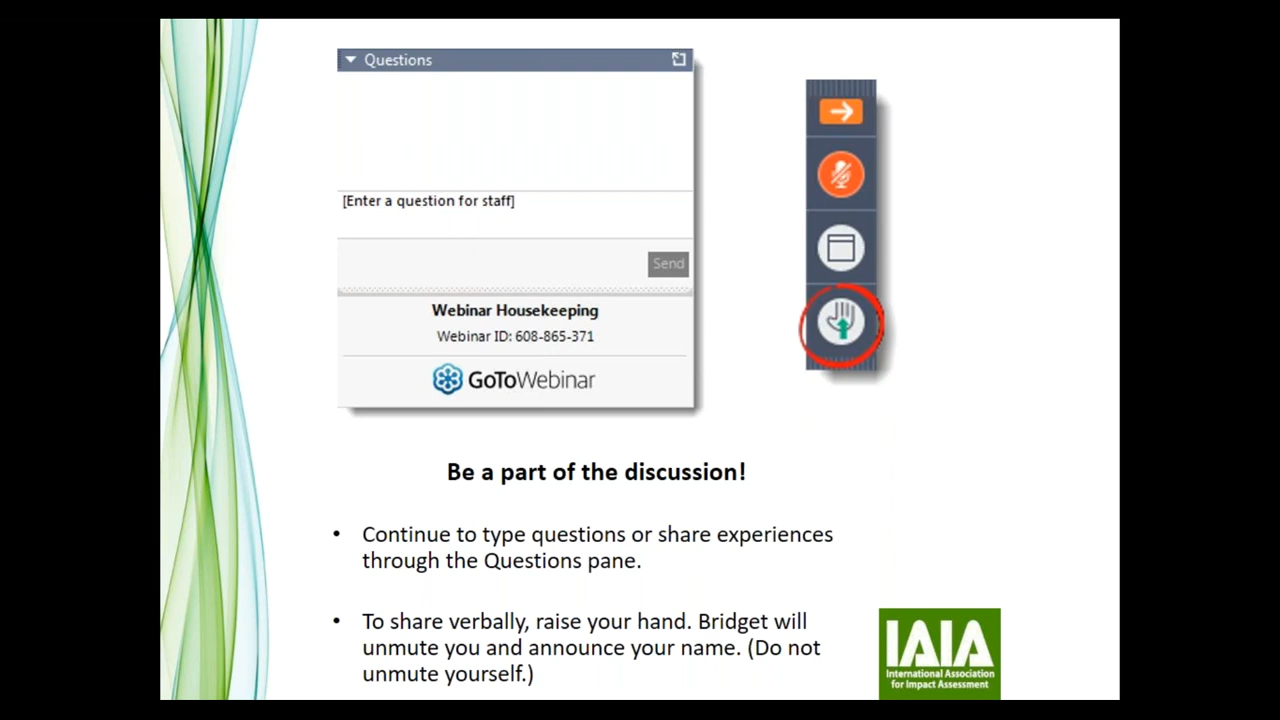 Questions
[Enter a question for staff]
Send
Webinar Housekeeping
Webinar ID: 608-865-371
GoToWebinar
Be a part of the discussion!
• Continue to type questions or share experiences
through the Questions pane.
• To share verbally, raise your hand. Bridget will
unmute you and announce your name. (Do not
unmute yourself.)
IAIA
International Association
for Impact Assessment